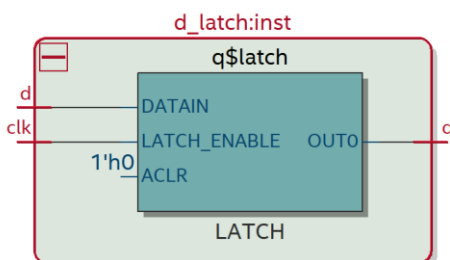 d_latch:inst
q$latch
d
DATAIN
clk
LATCH_ENABLE OUT0
1'h0
ACLR
LATCH